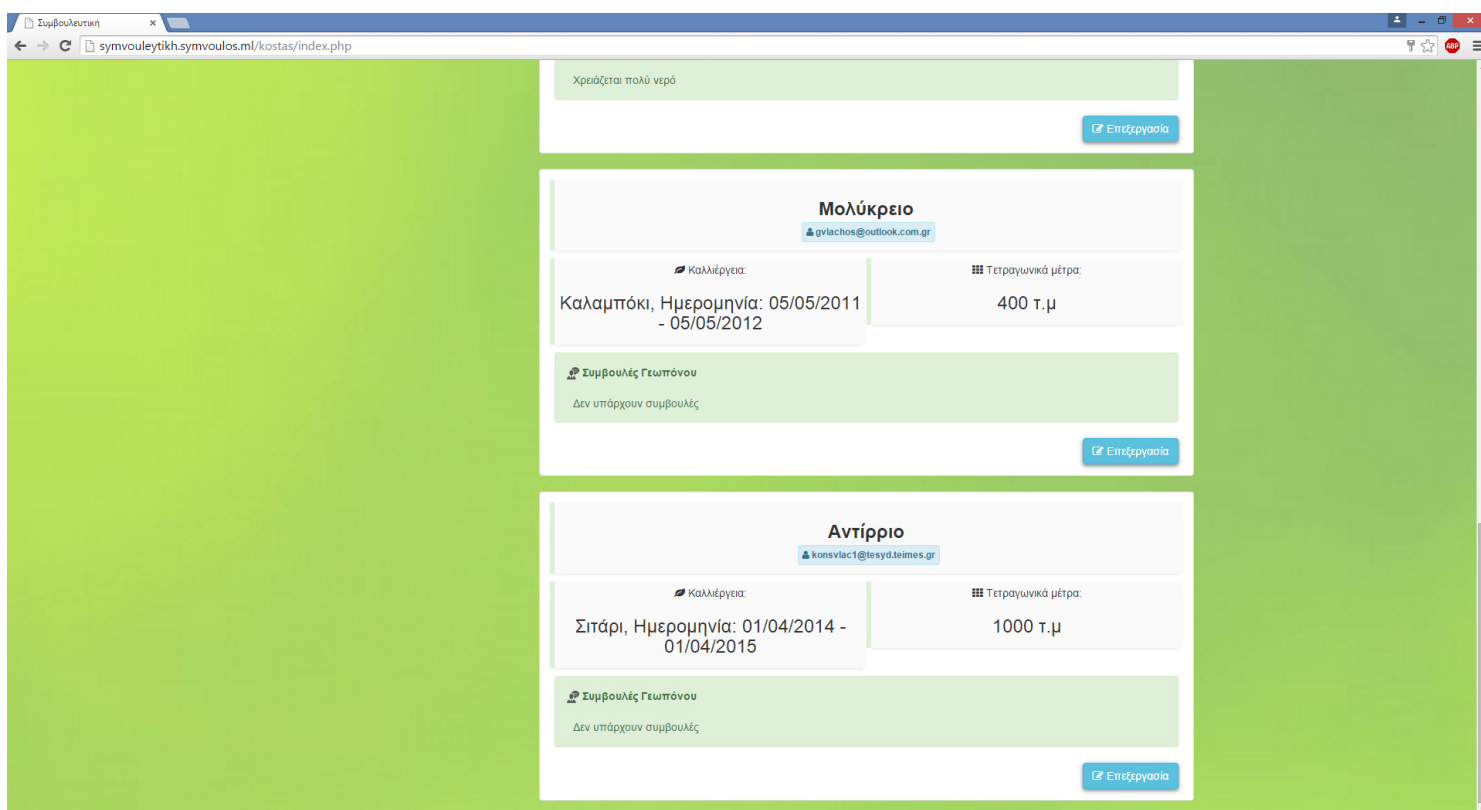 Συμβουλευτική
symvouleytikh.symvoulos.ml/kostas/index.php
ABP
Χρειάζεται πολύ νερό
Επεξεργασία
Μολύκρειο
gvlachos@outlook.com.gr
Καλλιέργεια:
Τετραγωνικά μέτρα:
Καλαμπόκι, Ημερομηνία: 05/05/2011
- 05/05/2012
400 τ.μ
Συμβουλές Γεωπόνου
Δεν υπάρχουν συμβουλές
Επεξεργασία
Αντίρριο
konsvlac1@tesyd.teimes.gr
Καλλιέργεια:
Τετραγωνικά μέτρα:
Σιτάρι, Ημερομηνία: 01/04/2014 -
01/04/2015
1000 τ.μ
Συμβουλές Γεωπόνου
Δεν υπάρχουν συμβουλές
Επεξεργασία